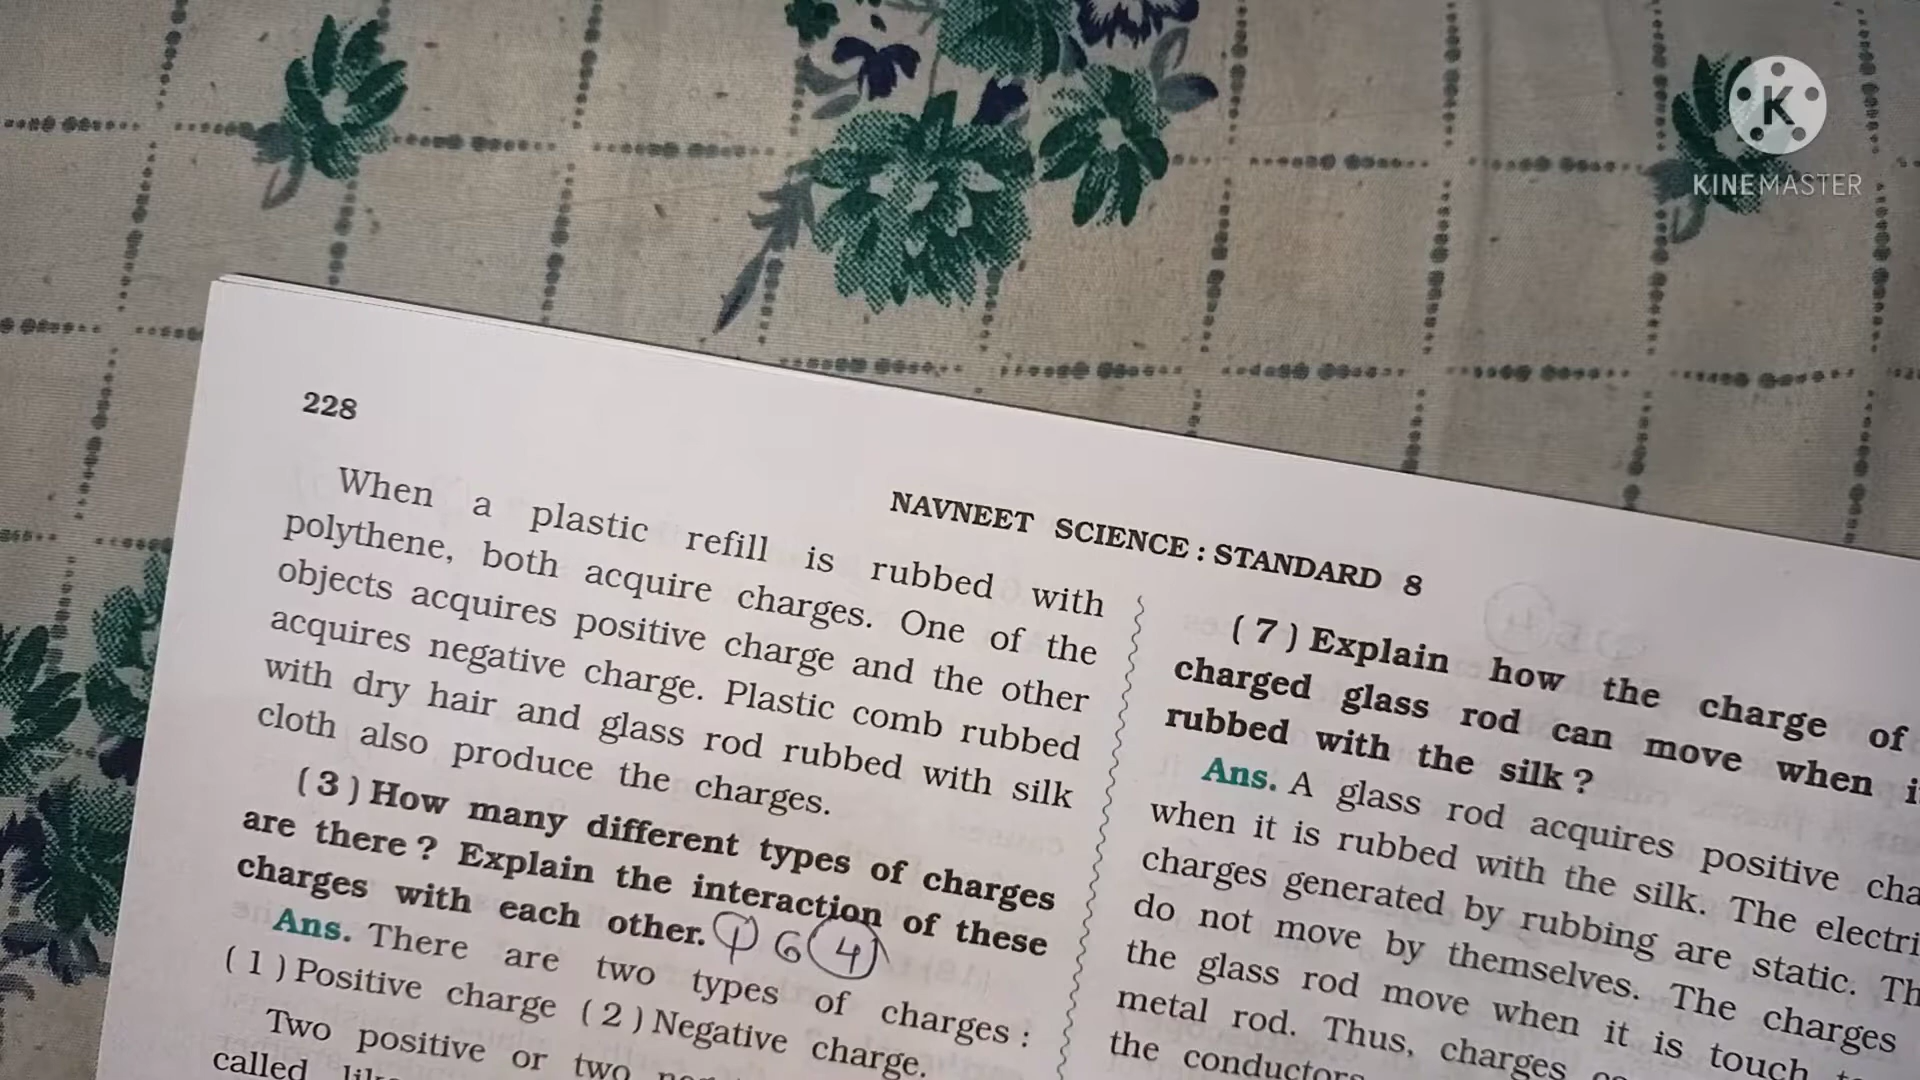 K
KINEMASTER
228
NAVNEET SCIENCE : STANDARD 8
When a plastic refill is rubbed with
polythene, both acquire charges. One of the
objects acquires positive charge and the other
acquires negative charge. Plastic comb rubbed
with dry hair and glass rod rubbed with silk
cloth also produce the charges.
( 3 ) How many different types of charges
are there ? Explain the interaction of these
charges with each other. 6 4
Ans. There are two types of charges :
( 1 ) Positive charge ( 2 ) Negative charge.
Two positive or two
called
( 7 ) Explain how the charge of
charged glass rod can move when
rubbed with the silk ?
Ans. A glass rod acquires positive
when it is rubbed with the silk. The
charges generated by rubbing are static.
do not move by themselves. The charges
the glass rod move when it is touch
metal rod. Thus, charges
the conductors